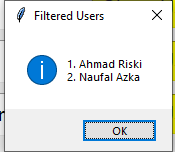 Filtered Users
1. Ahmad Riski
2. Naufal Azka
OK